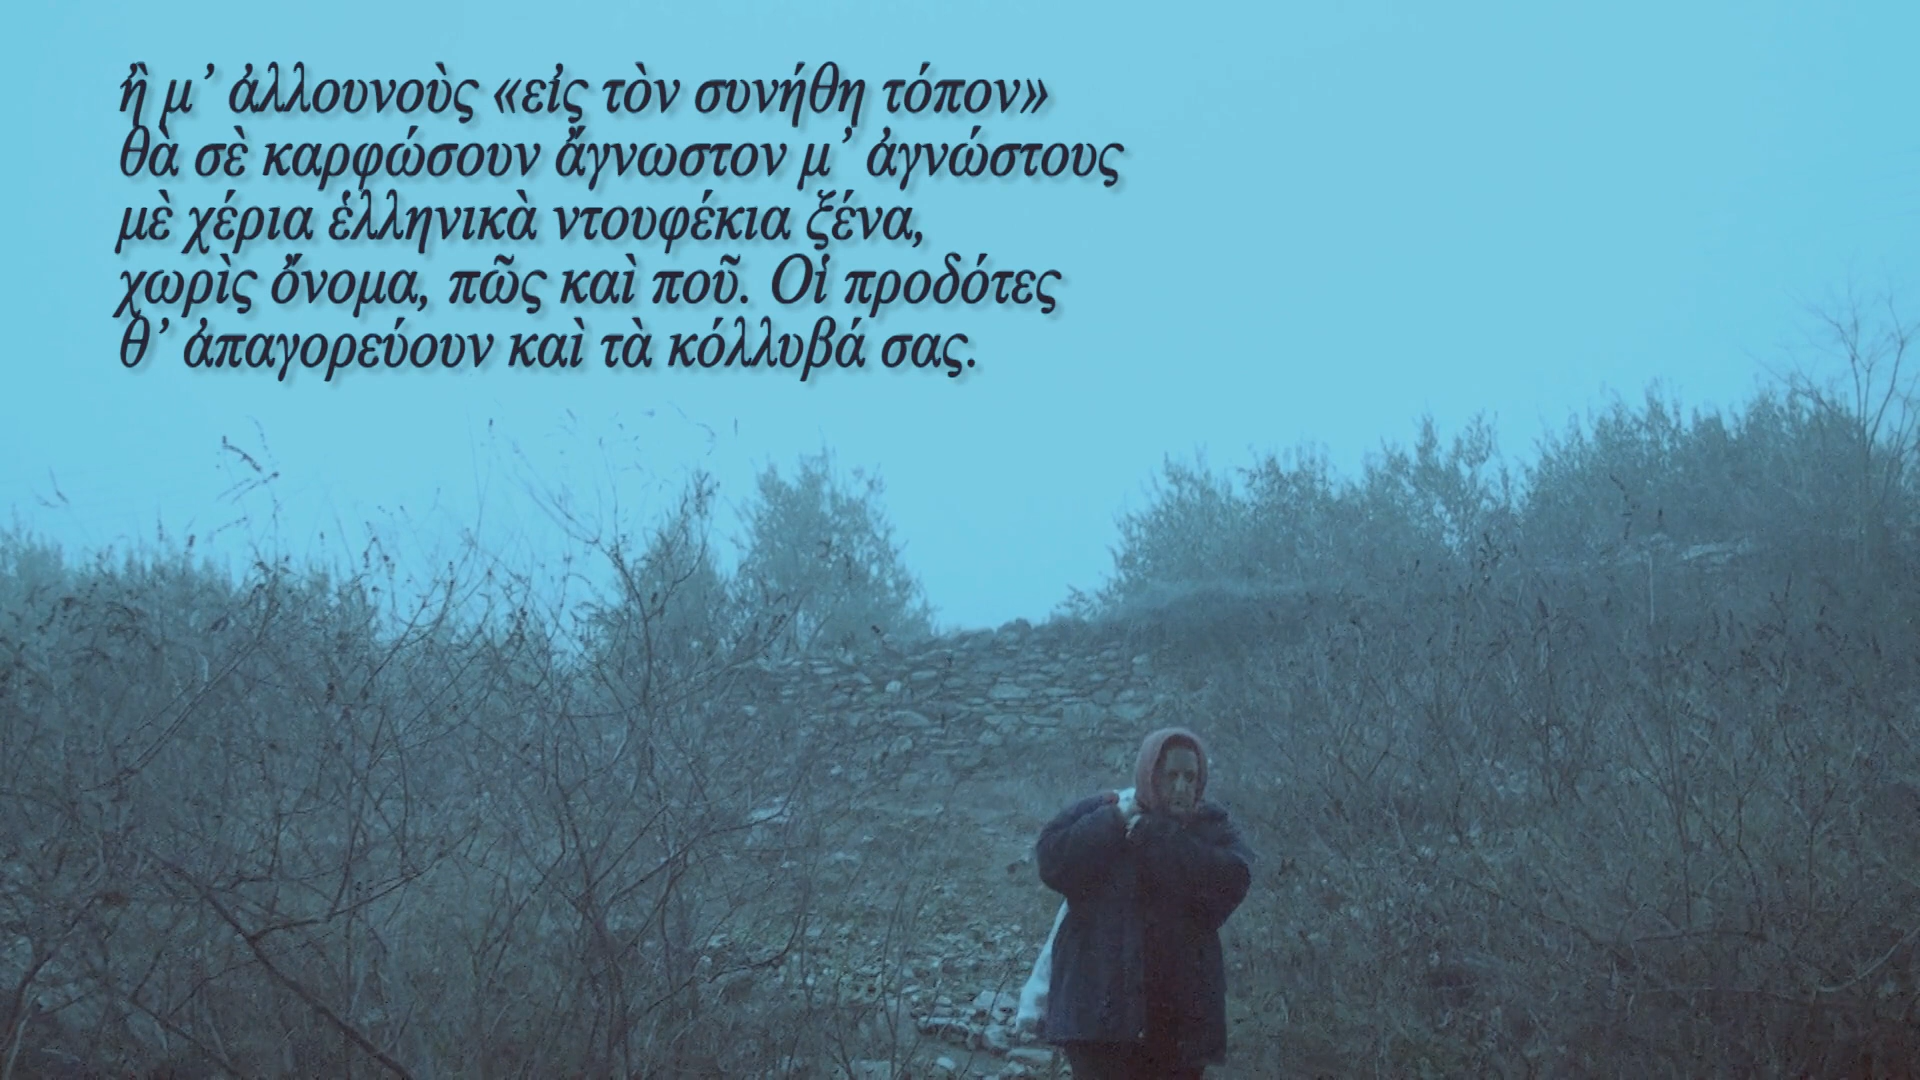 ἢ μ’ ἀλλουνοὺς «εἰς τὸν συνήθη τόπον»
θὰ σὲ καρφώσουν ἄγνωστον μ’ ἀγνώστους
μὲ χέρια ἑλληνικὰ ντουφέκια ξένα,
χωρὶς ὄνομα, πῶς καὶ ποῦ. Οἱ προδότες
θ’ ἀπαγορεύουν καὶ τὰ κόλλυβά σας.